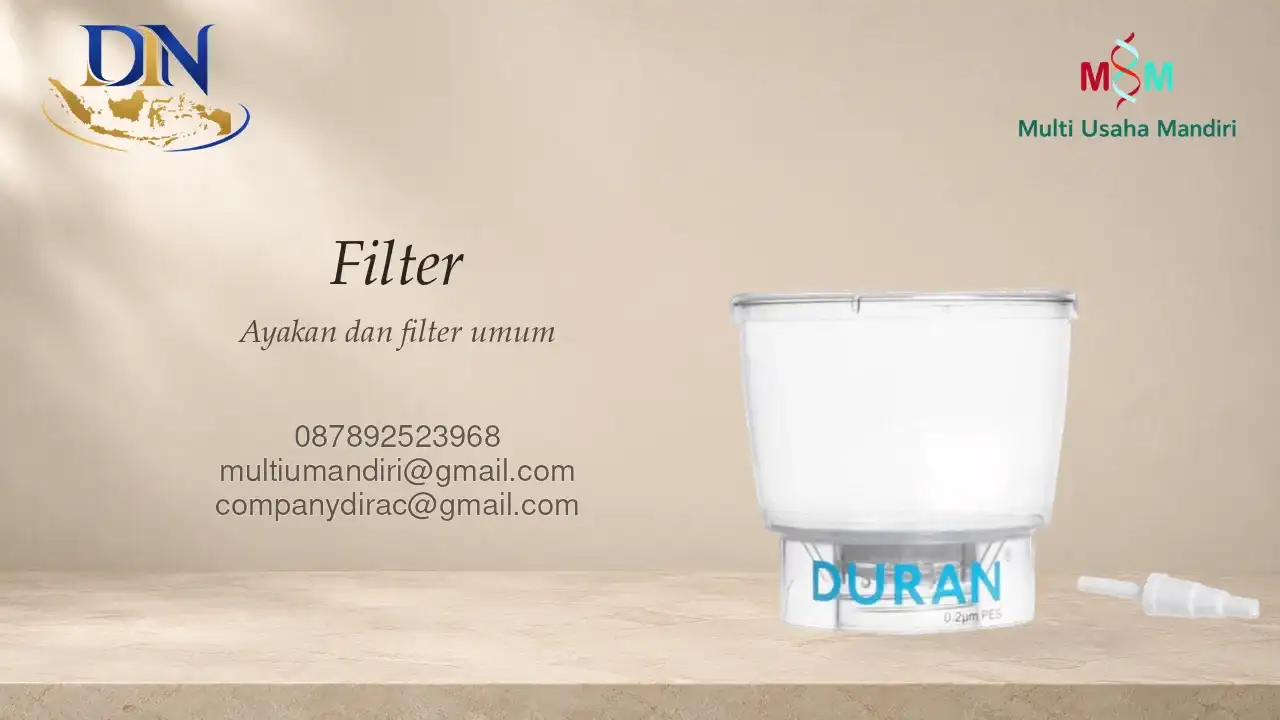 DIN
MSM
Multi Usaha Mandiri
Filter
Ayakan dan filter umum
087892523968
multiumandiri@gmail.com
companydirac@gmail.com
DURAN
0.2µm PES